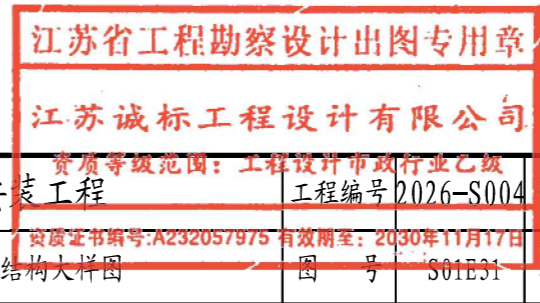 江苏省工程勘察设计出图专用章
江苏诚标工程设计有限公司
资质等级范围：工程设计市政行业乙级
装工程 工程编号 2026-S004
资质证书编号:A232057975 有效期至：2030年11月17日
结构大样图 图 号 S01E31